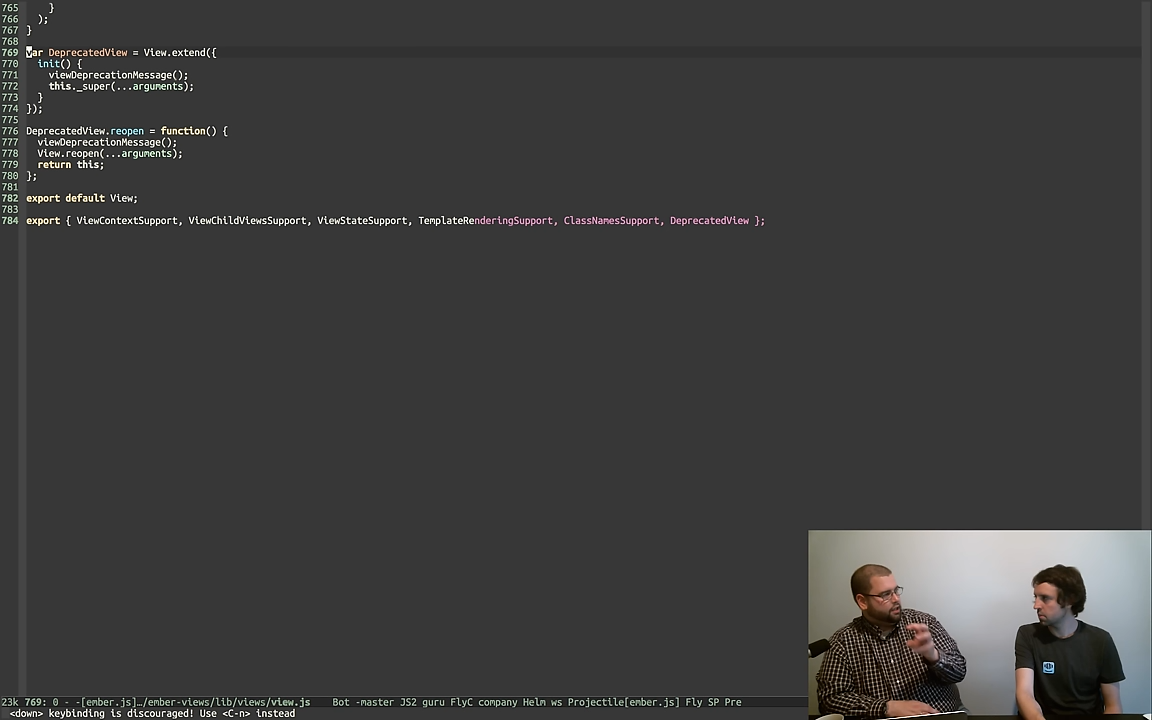 765     }
766   );
767 }
768
769 var DeprecatedView = View.extend({
770   init() {
771     viewDeprecationMessage();
772     this._super(...arguments);
773   }
774 });
775
776 DeprecatedView.reopen = function() {
777   viewDeprecationMessage();
778   View.reopen(...arguments);
779   return this;
780 };
781
782 export default View;
783
784 export { ViewContextSupport, ViewChildViewsSupport, ViewStateSupport, TemplateRenderingSupport, ClassNamesSupport, DeprecatedView };
23k 769: 0 - -[ember.js]…/ember-views/lib/views/view.js    Bot -master JS2 guru FlyC company Helm ws Projectile[ember.js] Fly SP Pre
<down> keybinding is discouraged! Use <C-n> instead